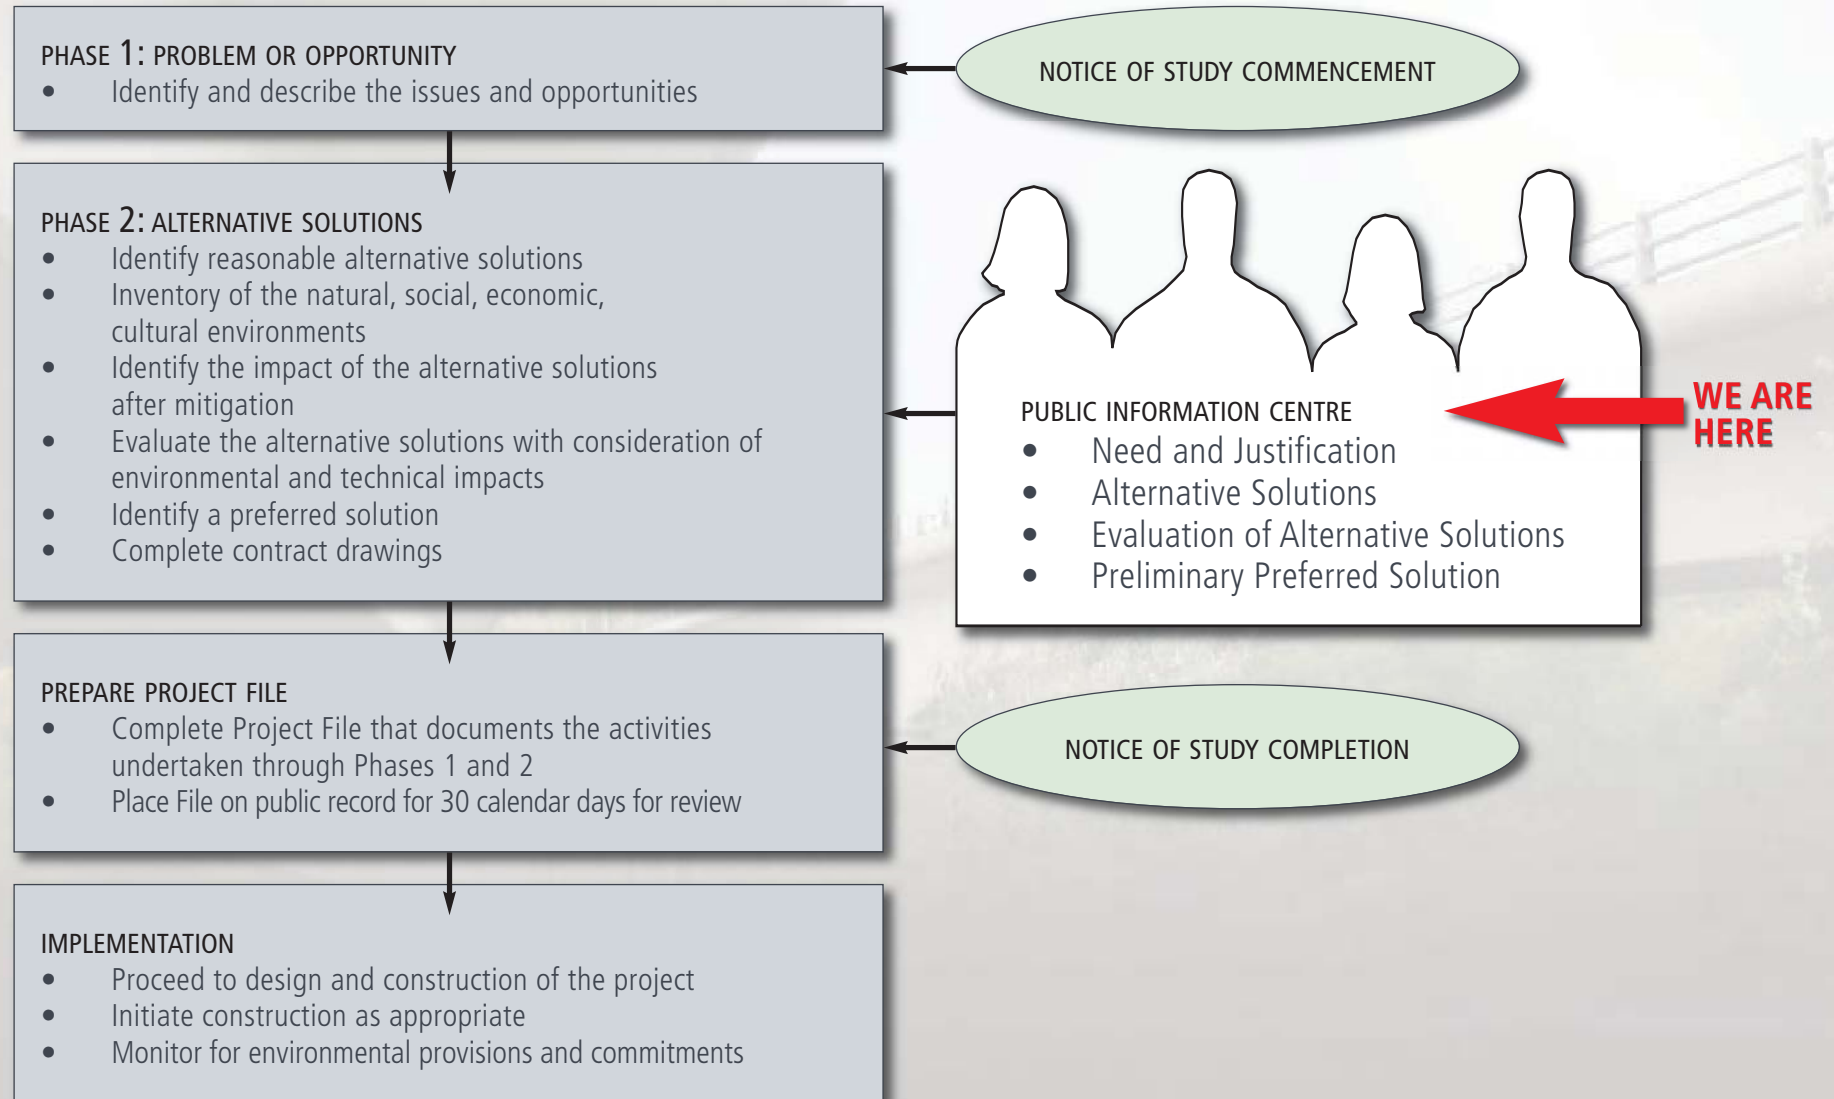 PHASE 1: PROBLEM OR OPPORTUNITY
• Identify and describe the issues and opportunities
NOTICE OF STUDY COMMENCEMENT
PHASE 2: ALTERNATIVE SOLUTIONS
• Identify reasonable alternative solutions
• Inventory of the natural, social, economic,
cultural environments
• Identify the impact of the alternative solutions
after mitigation
• Evaluate the alternative solutions with consideration of
environmental and technical impacts
• Identify a preferred solution
• Complete contract drawings
PUBLIC INFORMATION CENTRE
• Need and Justification
• Alternative Solutions
• Evaluation of Alternative Solutions
• Preliminary Preferred Solution
WE ARE
HERE
PREPARE PROJECT FILE
• Complete Project File that documents the activities
undertaken through Phases 1 and 2
• Place File on public record for 30 calendar days for review
NOTICE OF STUDY COMPLETION
IMPLEMENTATION
• Proceed to design and construction of the project
• Initiate construction as appropriate
• Monitor for environmental provisions and commitments